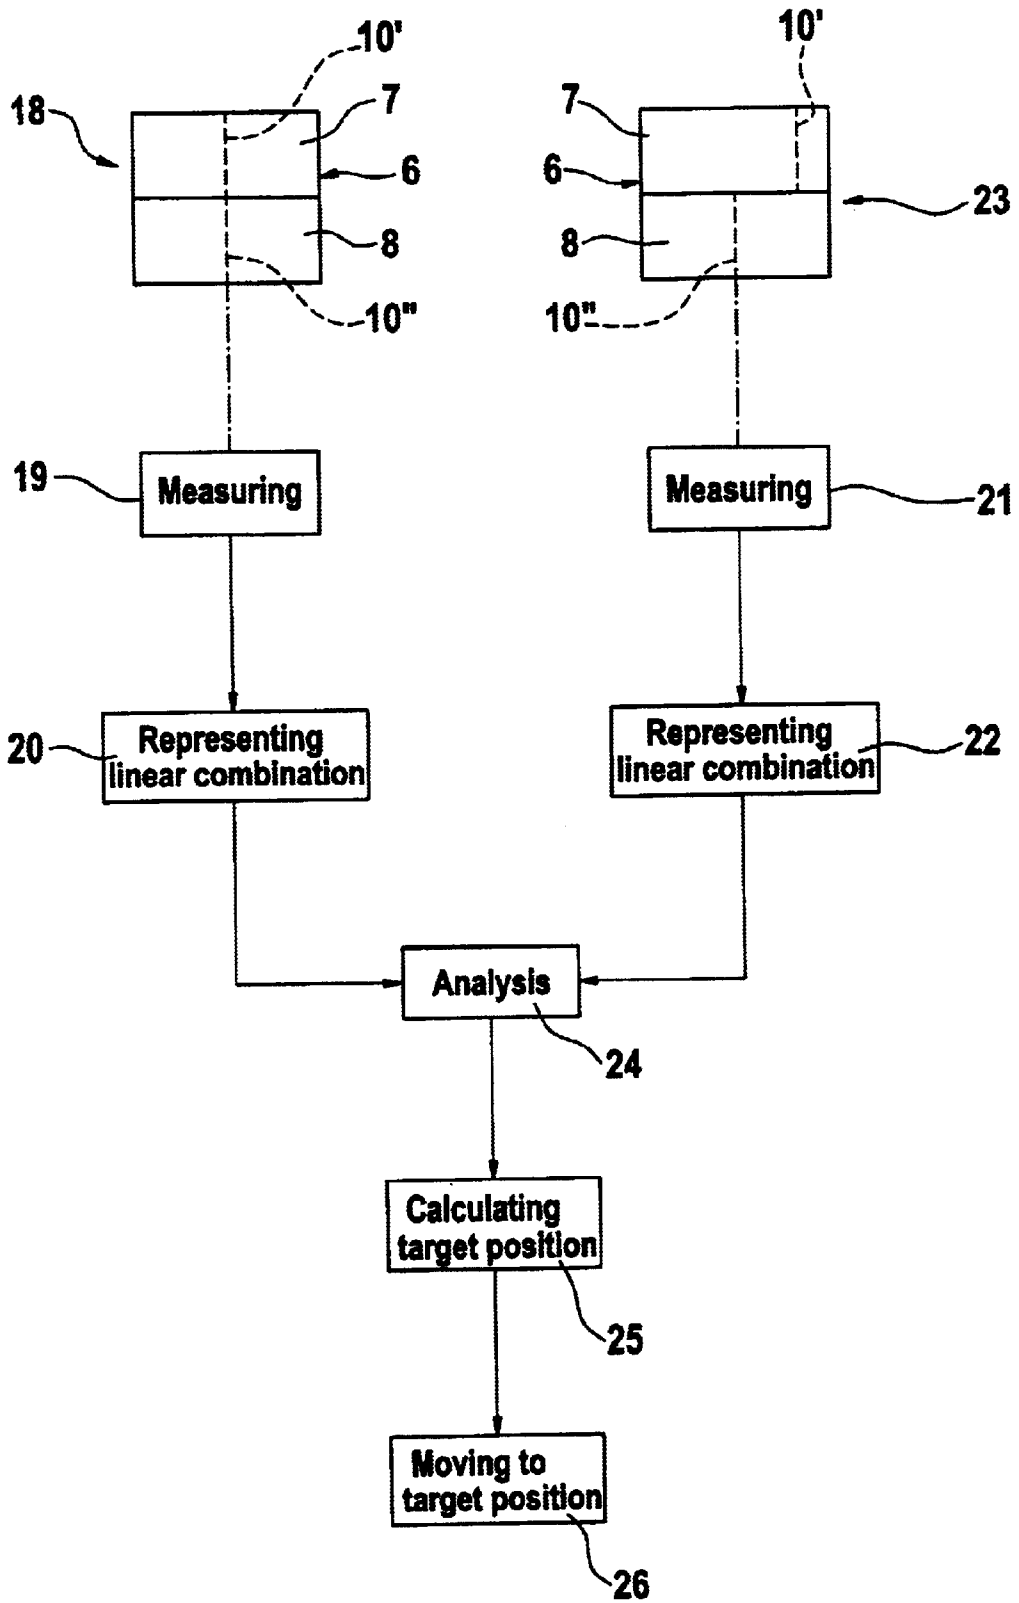 10'
10'
18
7
7
6
6
23
8
8
10"
10"
19
Measuring
Measuring
21
20
Representing
linear combination
Representing
linear combination
22
Analysis
24
Calculating
target position
25
Moving to
target position
26